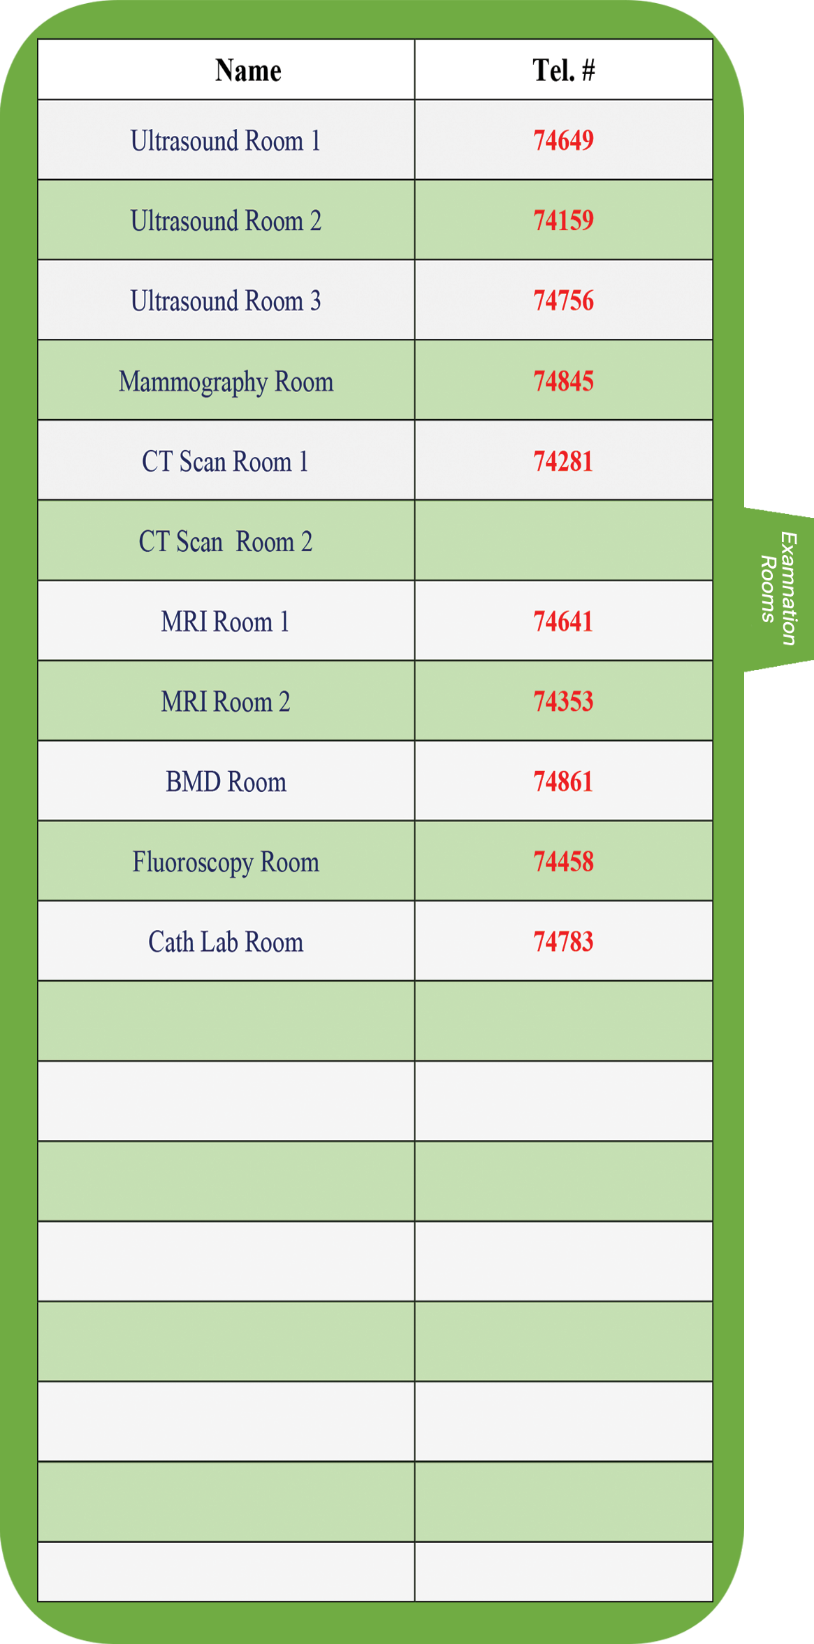 Name Tel. #
Ultrasound Room 1 74649
Ultrasound Room 2 74159
Ultrasound Room 3 74756
Mammography Room 74845
CT Scan Room 1 74281
CT Scan  Room 2
MRI Room 1 74641
MRI Room 2 74353
BMD Room 74861
Fluoroscopy Room 74458
Cath Lab Room 74783
Examnation
Rooms